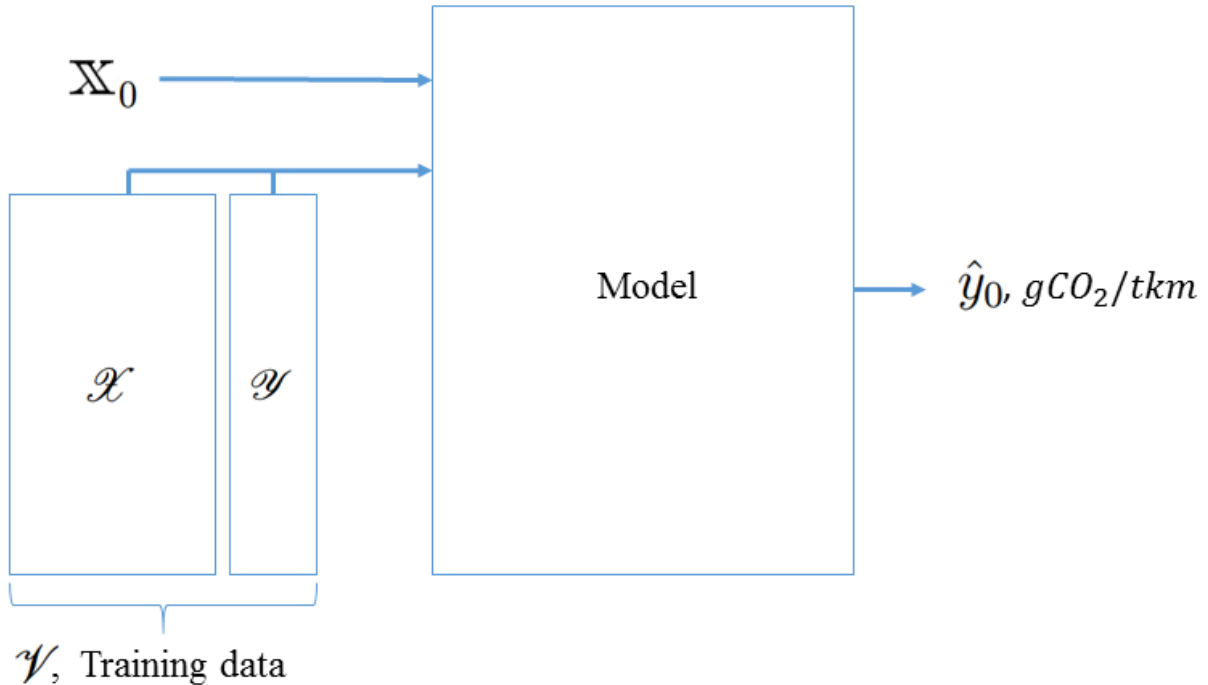 𝕏₀
Model
ŷ₀, gCO₂/tkm
𝒳
𝒴
𝒱, Training data